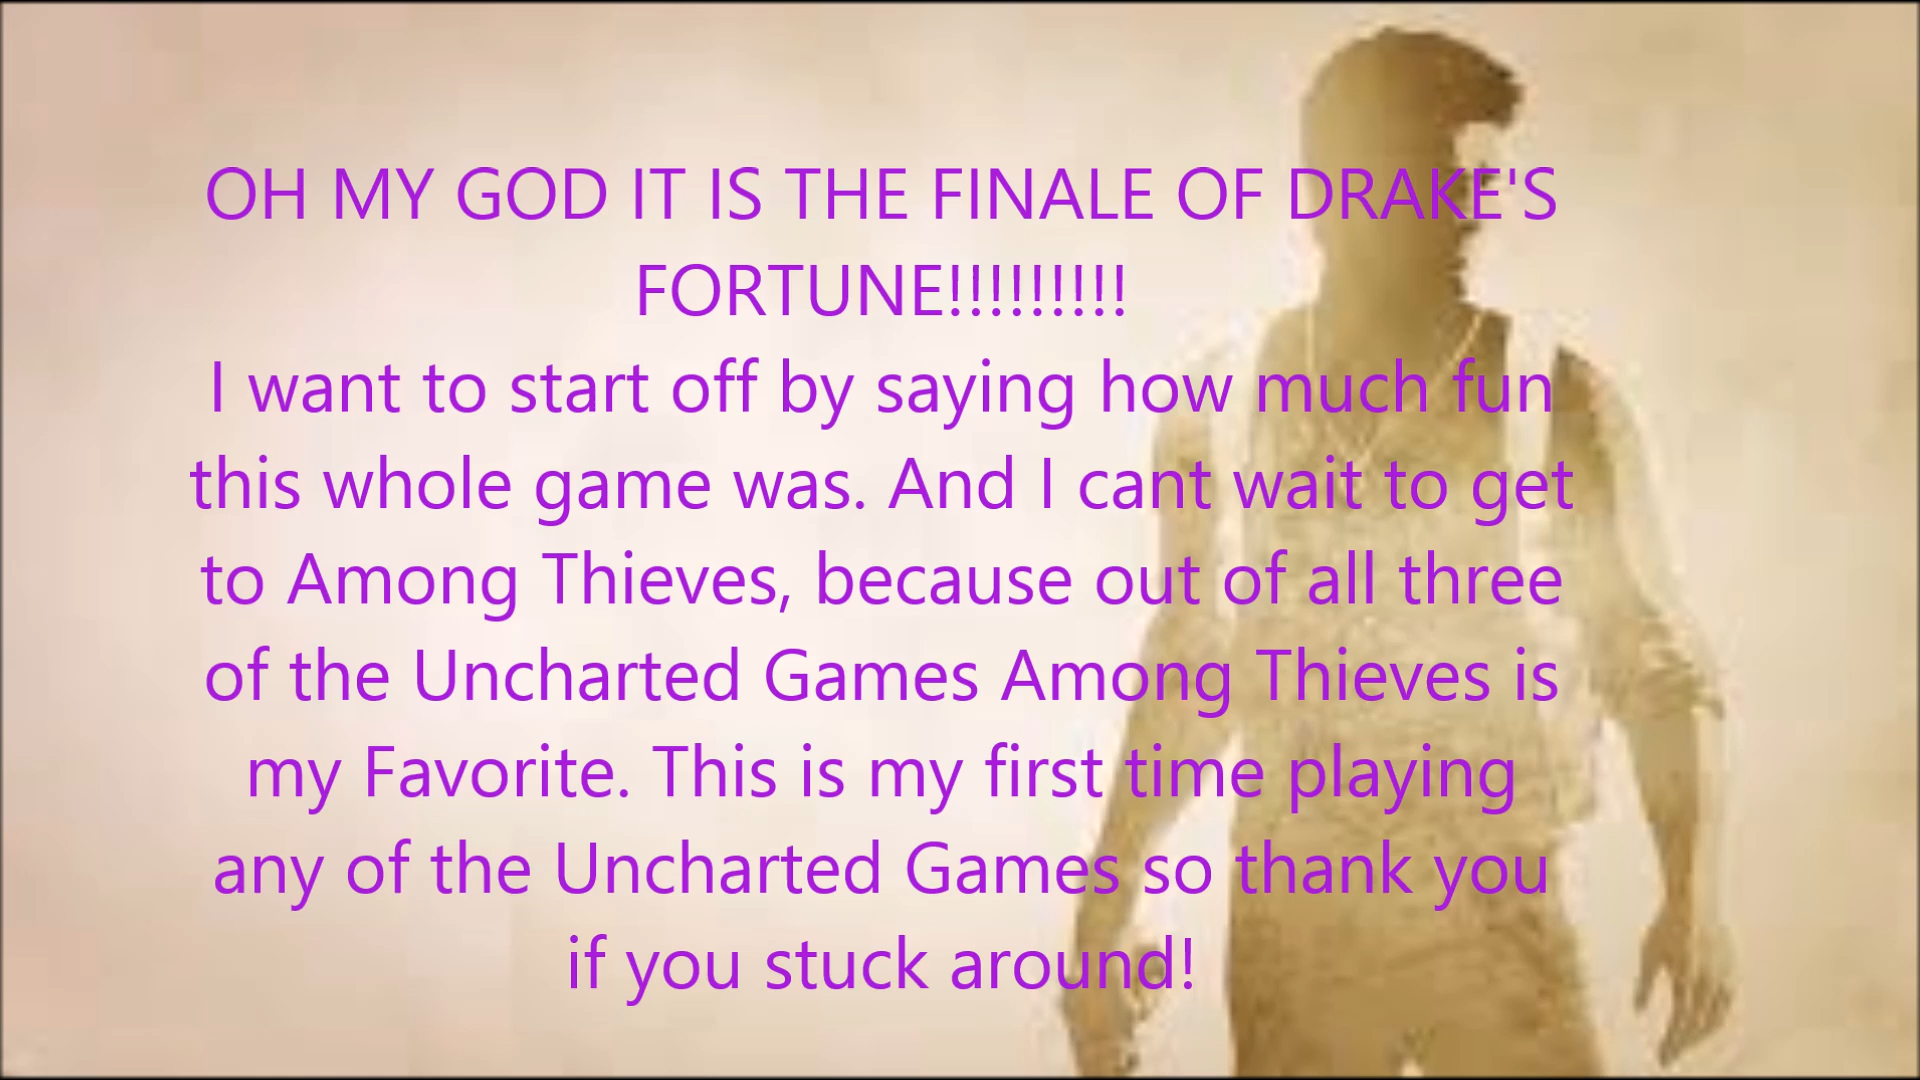 OH MY GOD IT IS THE FINALE OF DRAKE'S
FORTUNE!!!!!!!!!
I want to start off by saying how much fun
this whole game was. And I cant wait to get
to Among Thieves, because out of all three
of the Uncharted Games Among Thieves is
my Favorite. This is my first time playing
any of the Uncharted Games so thank you
if you stuck around!